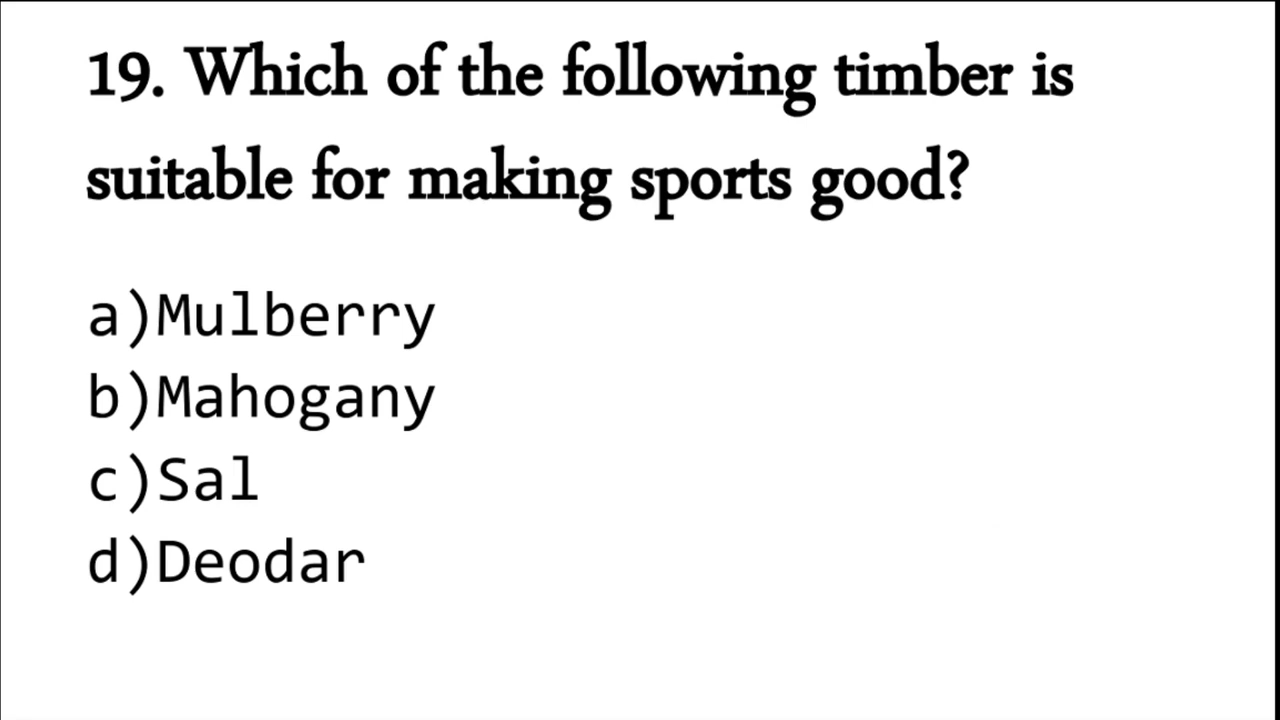 19. Which of the following timber is
suitable for making sports good?
a)Mulberry
b)Mahogany
c)Sal
d)Deodar